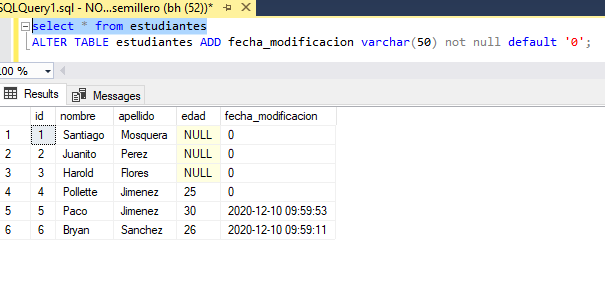 SQLQuery1.sql - NO...semillero (bh (52))*
select * from estudiantes
ALTER TABLE estudiantes ADD fecha_modificacion varchar(50) not null default '0';
00 %
Results Messages
id nombre apellido edad fecha_modificacion
1 1 Santiago Mosquera NULL 0
2 2 Juanito Perez NULL 0
3 3 Harold Flores NULL 0
4 4 Pollette Jimenez 25 0
5 5 Paco Jimenez 30 2020-12-10 09:59:53
6 6 Bryan Sanchez 26 2020-12-10 09:59:11